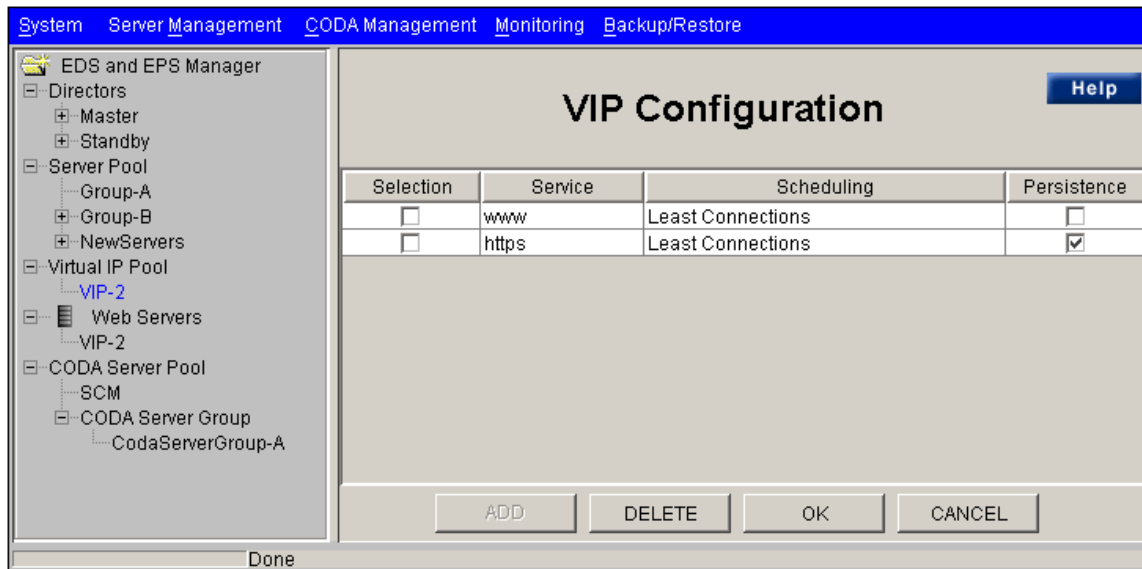 System Server Management CODA Management Monitoring Backup/Restore
EDS and EPS Manager
Directors
Master
Standby
Server Pool
Group-A
Group-B
NewServers
Virtual IP Pool
VIP-2
Web Servers
VIP-2
CODA Server Pool
SCM
CODA Server Group
CodaServerGroup-A
VIP Configuration
Help
Selection Service Scheduling Persistence
www Least Connections
https Least Connections
ADD DELETE OK CANCEL
Done